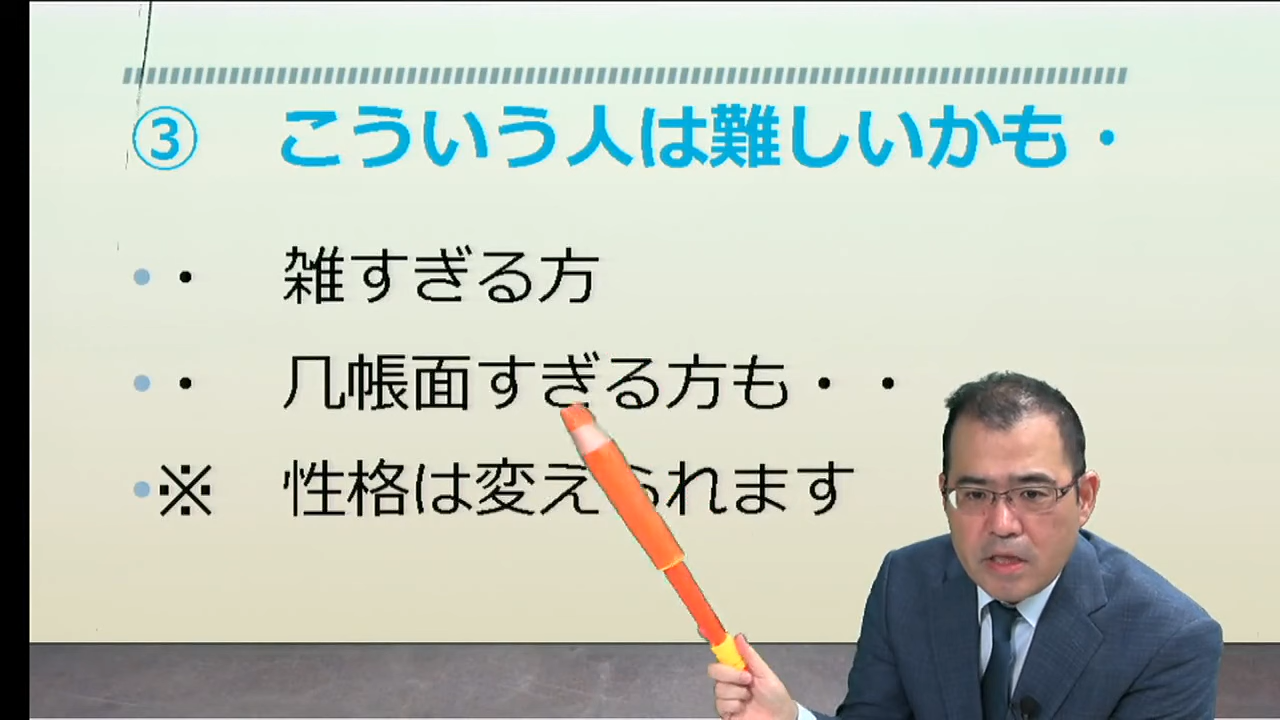 ③ こういう人は難しいかも・
・ 雑すぎる方
・ 几帳面すぎる方も・・
※ 性格は変えられます